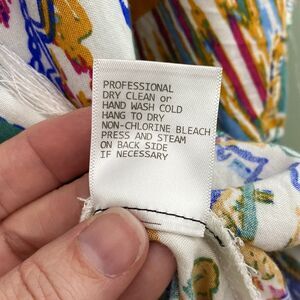 PROFESSIONAL
DRY CLEAN or
HAND WASH COLD
HANG TO DRY
NON-CHLORINE BLEACH
PRESS AND STEAM
ON BACK SIDE
IF NECESSARY